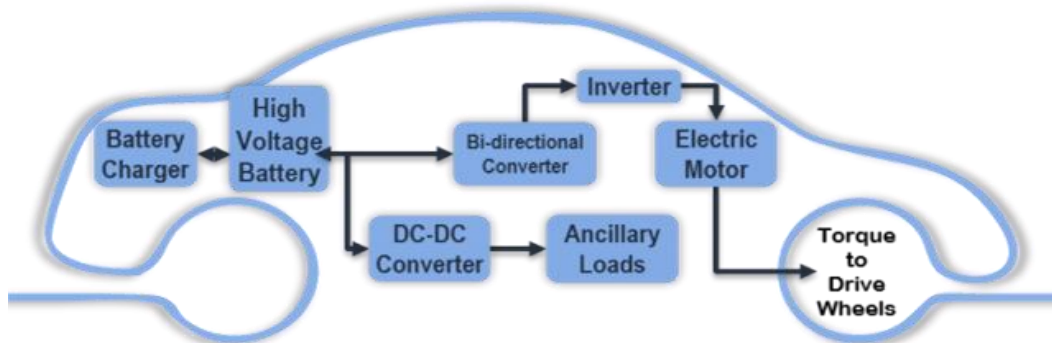 Battery
Charger
High
Voltage
Battery
Bi-directional
Converter
Inverter
Electric
Motor
DC-DC
Converter
Ancillary
Loads
Torque
to
Drive
Wheels